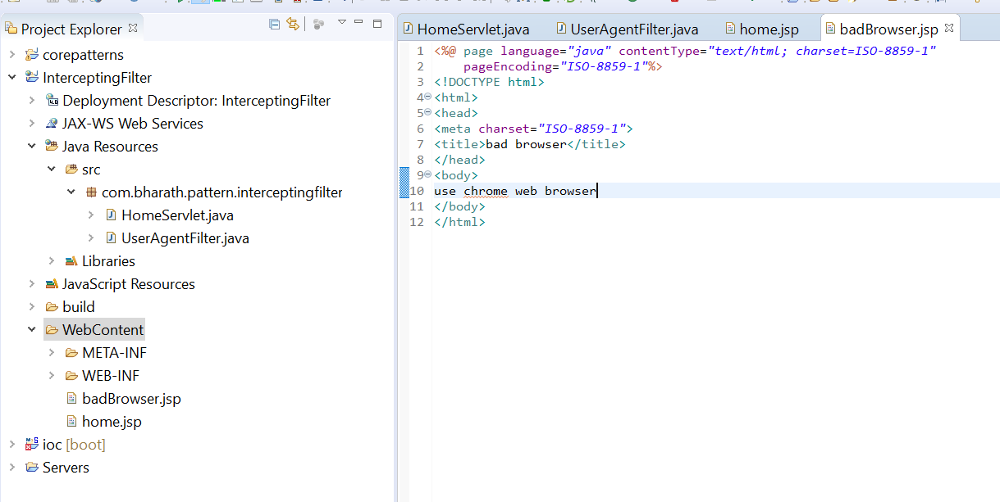 Project Explorer
corepatterns
InterceptingFilter
Deployment Descriptor: InterceptingFilter
JAX-WS Web Services
Java Resources
src
com.bharath.pattern.interceptingfilter
HomeServlet.java
UserAgentFilter.java
Libraries
JavaScript Resources
build
WebContent
META-INF
WEB-INF
badBrowser.jsp
home.jsp
ioc [boot]
Servers
HomeServlet.java UserAgentFilter.java home.jsp badBrowser.jsp
1 <%@ page language="java" contentType="text/html; charset=ISO-8859-1"
2 pageEncoding="ISO-8859-1"%>
3 <!DOCTYPE html>
4 <html>
5 <head>
6 <meta charset="ISO-8859-1">
7 <title>bad browser</title>
8 </head>
9 <body>
10 use chrome web browser
11 </body>
12 </html>